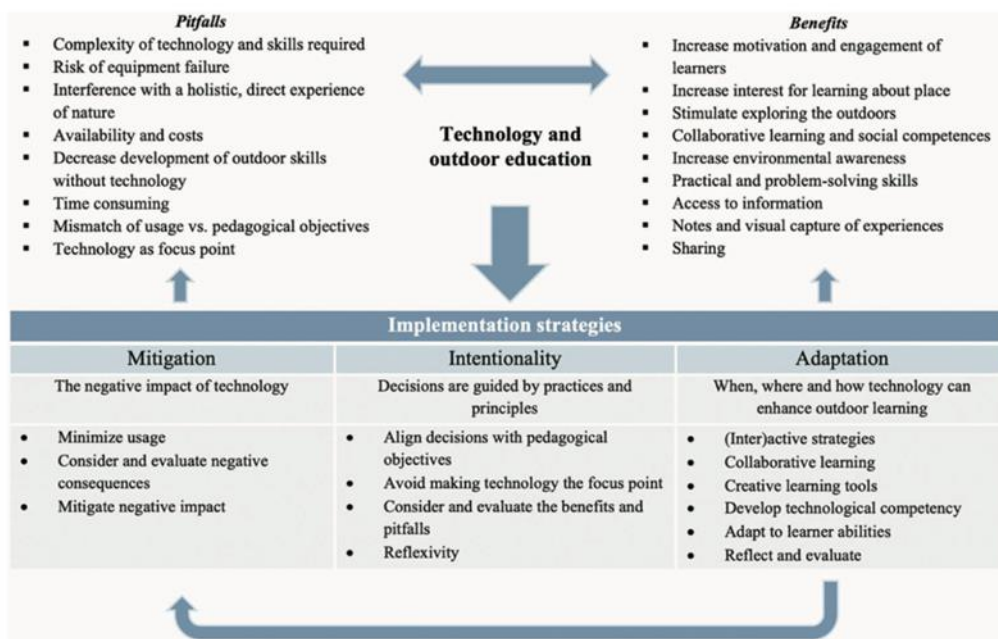 Pitfalls
▪ Complexity of technology and skills required
▪ Risk of equipment failure
▪ Interference with a holistic, direct experience
of nature
▪ Availability and costs
▪ Decrease development of outdoor skills
without technology
▪ Time consuming
▪ Mismatch of usage vs. pedagogical objectives
▪ Technology as focus point
Technology and
outdoor education
Benefits
▪ Increase motivation and engagement of
learners
▪ Increase interest for learning about place
▪ Stimulate exploring the outdoors
▪ Collaborative learning and social competences
▪ Increase environmental awareness
▪ Practical and problem-solving skills
▪ Access to information
▪ Notes and visual capture of experiences
▪ Sharing
Implementation strategies
Mitigation
The negative impact of technology
• Minimize usage
• Consider and evaluate negative
consequences
• Mitigate negative impact
Intentionality
Decisions are guided by practices and
principles
• Align decisions with pedagogical
objectives
• Avoid making technology the focus point
• Consider and evaluate the benefits and
pitfalls
• Reflexivity
Adaptation
When, where and how technology can
enhance outdoor learning
• (Inter)active strategies
• Collaborative learning
• Creative learning tools
• Develop technological competency
• Adapt to learner abilities
• Reflect and evaluate